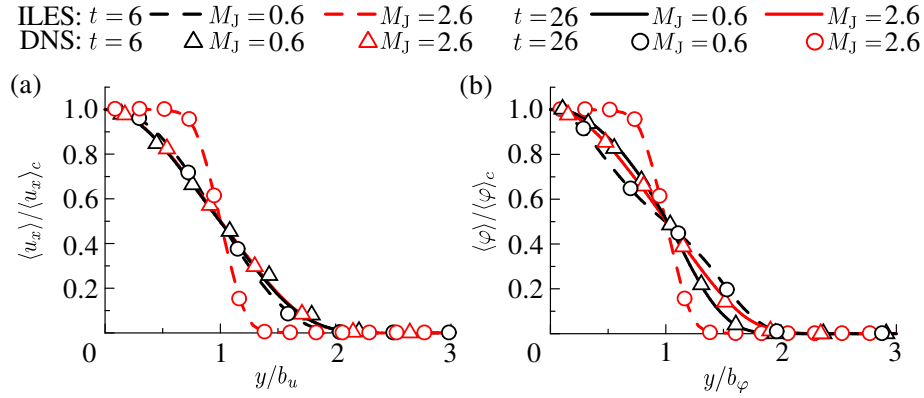 ILES: t = 6 M_J = 0.6 M_J = 2.6 t = 26 M_J = 0.6 M_J = 2.6
DNS: t = 6 M_J = 0.6 M_J = 2.6 t = 26 M_J = 0.6 M_J = 2.6
(a) (b)
1.0 1.0
0.8 0.8
0.6 0.6
0.4 0.4
0.2 0.2
⟨u_x⟩/⟨u_x⟩_c ⟨φ⟩/⟨φ⟩_c
0 1 2 3 0 1 2 3
y/b_u y/b_φ